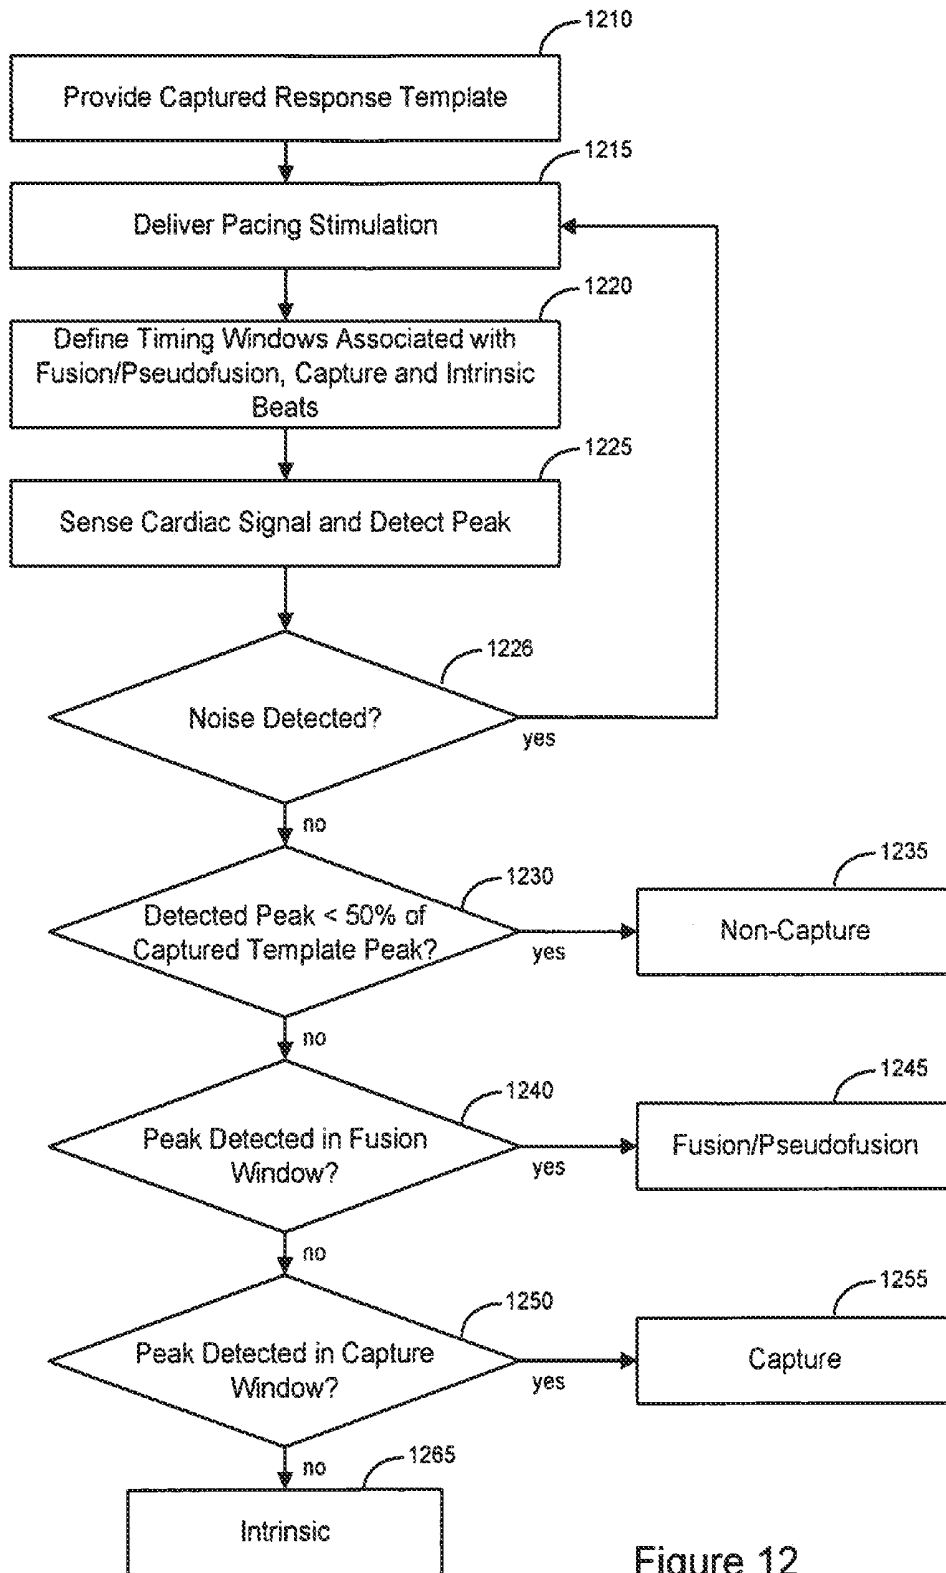 1210
Provide Captured Response Template
1215
Deliver Pacing Stimulation
1220
Define Timing Windows Associated with
Fusion/Pseudofusion, Capture and Intrinsic
Beats
1225
Sense Cardiac Signal and Detect Peak
1226
Noise Detected?
yes
no
1230
Detected Peak < 50% of
Captured Template Peak?
yes
1235
Non-Capture
no
1240
Peak Detected in Fusion
Window?
yes
1245
Fusion/Pseudofusion
no
1250
Peak Detected in Capture
Window?
yes
1255
Capture
no
1265
Intrinsic
Figure 12